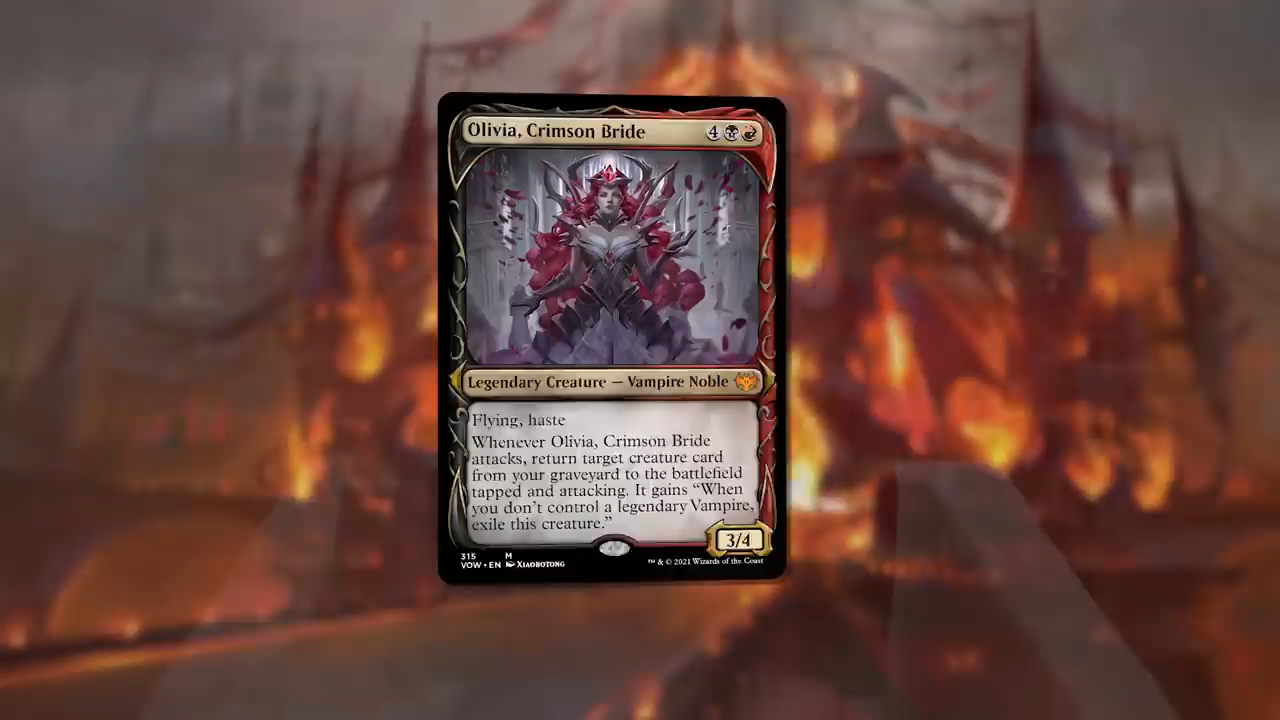 Olivia, Crimson Bride 4
Legendary Creature — Vampire Noble
Flying, haste
Whenever Olivia, Crimson Bride
attacks, return target creature card
from your graveyard to the battlefield
tapped and attacking. It gains “When
you don't control a legendary Vampire,
exile this creature.”
3/4
315 M
VOW • EN XIAOBOTONG
™ & © 2021 Wizards of the Coast